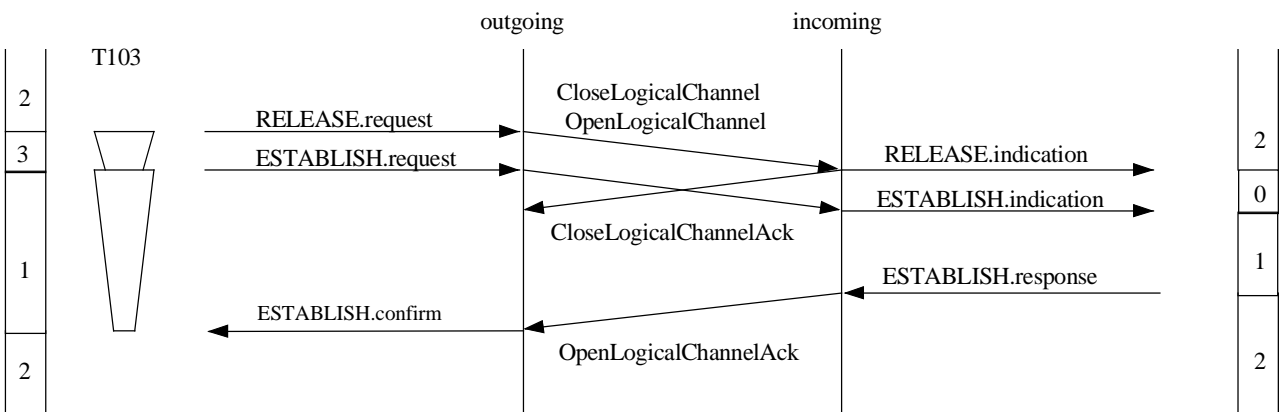 outgoing incoming
T103
2
CloseLogicalChannel
RELEASE.request
OpenLogicalChannel
2
3
ESTABLISH.request
RELEASE.indication
0
ESTABLISH.indication
CloseLogicalChannelAck
1
1
ESTABLISH.response
ESTABLISH.confirm
OpenLogicalChannelAck
2
2